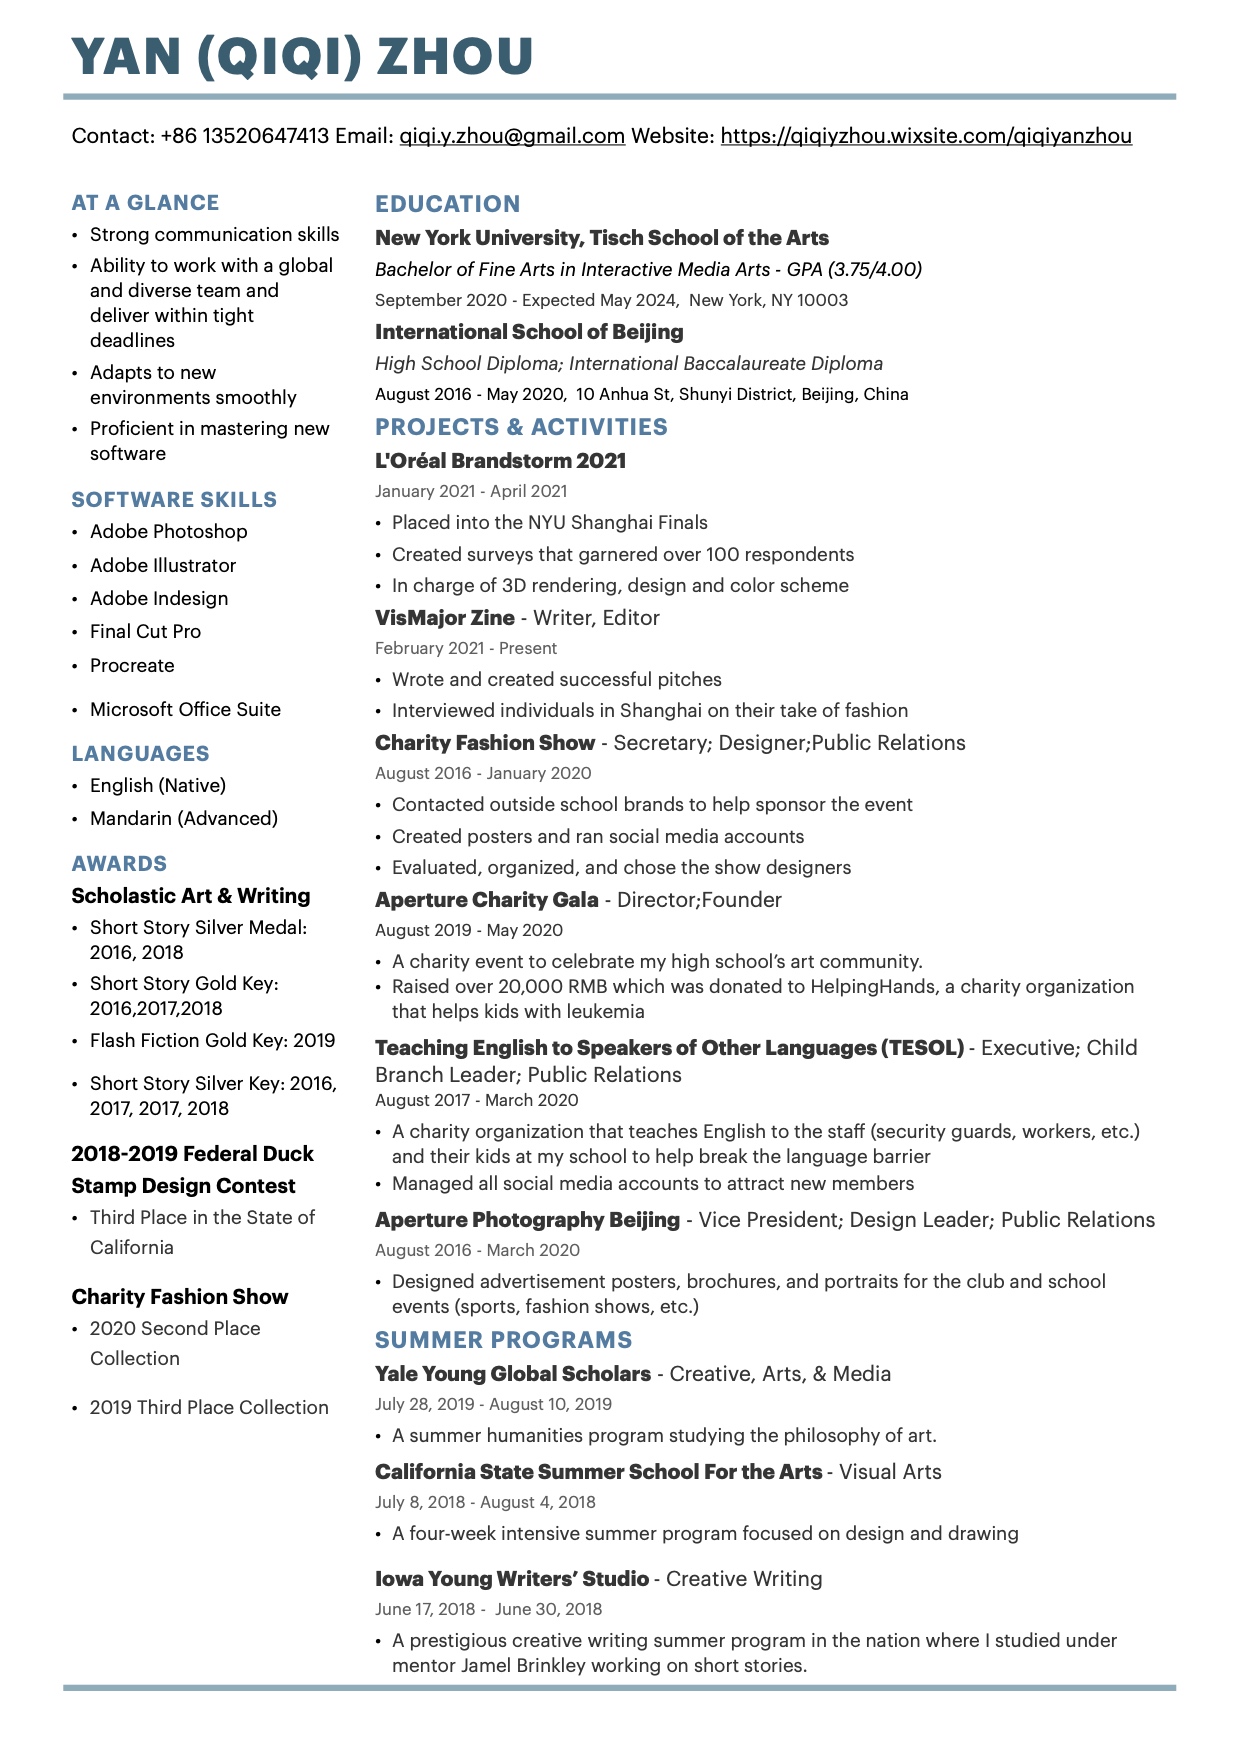 YAN (QIQI) ZHOU
Contact: +86 13520647413 Email: qiqi.y.zhou@gmail.com Website: https://qiqiyzhou.wixsite.com/qiqiyanzhou
AT A GLANCE
• Strong communication skills
• Ability to work with a global
and diverse team and
deliver within tight
deadlines
• Adapts to new
environments smoothly
• Proficient in mastering new
software
SOFTWARE SKILLS
• Adobe Photoshop
• Adobe Illustrator
• Adobe Indesign
• Final Cut Pro
• Procreate
• Microsoft Office Suite
LANGUAGES
• English (Native)
• Mandarin (Advanced)
AWARDS
Scholastic Art & Writing
• Short Story Silver Medal:
2016, 2018
• Short Story Gold Key:
2016,2017,2018
• Flash Fiction Gold Key: 2019
• Short Story Silver Key: 2016,
2017, 2017, 2018
2018-2019 Federal Duck
Stamp Design Contest
• Third Place in the State of
California
Charity Fashion Show
• 2020 Second Place
Collection
• 2019 Third Place Collection
EDUCATION
New York University, Tisch School of the Arts
Bachelor of Fine Arts in Interactive Media Arts - GPA (3.75/4.00)
September 2020 - Expected May 2024, New York, NY 10003
International School of Beijing
High School Diploma; International Baccalaureate Diploma
August 2016 - May 2020, 10 Anhua St, Shunyi District, Beijing, China
PROJECTS & ACTIVITIES
L'Oréal Brandstorm 2021
January 2021 - April 2021
• Placed into the NYU Shanghai Finals
• Created surveys that garnered over 100 respondents
• In charge of 3D rendering, design and color scheme
VisMajor Zine - Writer, Editor
February 2021 - Present
• Wrote and created successful pitches
• Interviewed individuals in Shanghai on their take of fashion
Charity Fashion Show - Secretary; Designer;Public Relations
August 2016 - January 2020
• Contacted outside school brands to help sponsor the event
• Created posters and ran social media accounts
• Evaluated, organized, and chose the show designers
Aperture Charity Gala - Director;Founder
August 2019 - May 2020
• A charity event to celebrate my high school’s art community.
• Raised over 20,000 RMB which was donated to HelpingHands, a charity organization
that helps kids with leukemia
Teaching English to Speakers of Other Languages (TESOL) - Executive; Child
Branch Leader; Public Relations
August 2017 - March 2020
• A charity organization that teaches English to the staff (security guards, workers, etc.)
and their kids at my school to help break the language barrier
• Managed all social media accounts to attract new members
Aperture Photography Beijing - Vice President; Design Leader; Public Relations
August 2016 - March 2020
• Designed advertisement posters, brochures, and portraits for the club and school
events (sports, fashion shows, etc.)
SUMMER PROGRAMS
Yale Young Global Scholars - Creative, Arts, & Media
July 28, 2019 - August 10, 2019
• A summer humanities program studying the philosophy of art.
California State Summer School For the Arts - Visual Arts
July 8, 2018 - August 4, 2018
• A four-week intensive summer program focused on design and drawing
Iowa Young Writers’ Studio - Creative Writing
June 17, 2018 - June 30, 2018
• A prestigious creative writing summer program in the nation where I studied under
mentor Jamel Brinkley working on short stories.